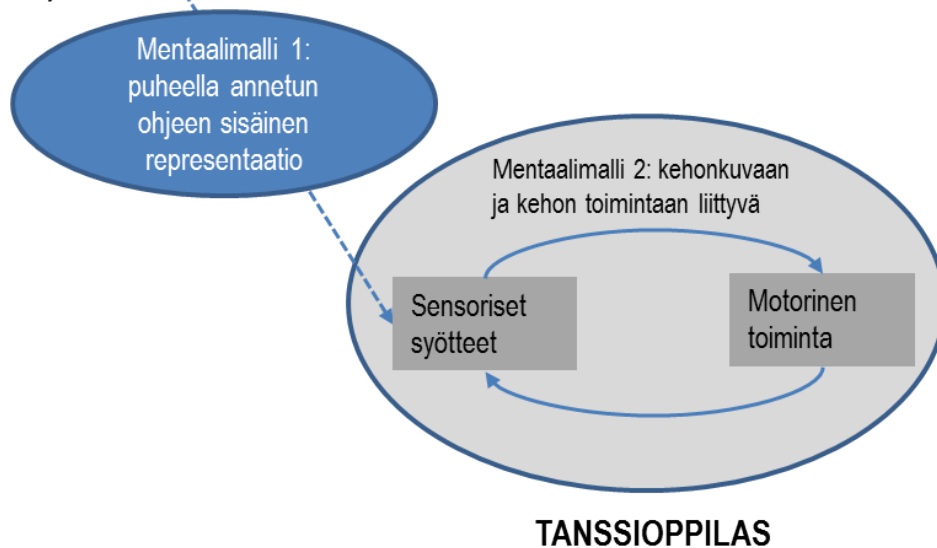 Mentaalimalli 1:
puheella annetun
ohjeen sisäinen
representaatio
Mentaalimalli 2: kehonkuvaan
ja kehon toimintaan liittyvä
Sensoriset
syötteet
Motorinen
toiminta
TANSSIOPPILAS